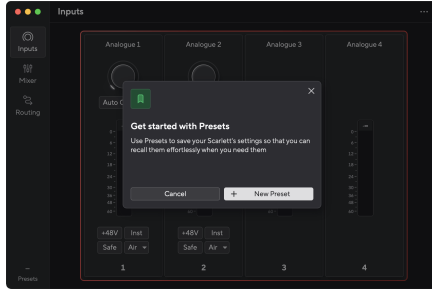 Inputs
Inputs
Mixer
Routing
Presets
Analogue 1
Analogue 2
Analogue 3
Analogue 4
Get started with Presets
Use Presets to save your Scarlett's settings so that you can
recall them effortlessly when you need them
Cancel
+ New Preset
+48V Inst
Safe Air
+48V Inst
Safe Air
1
2
3
4